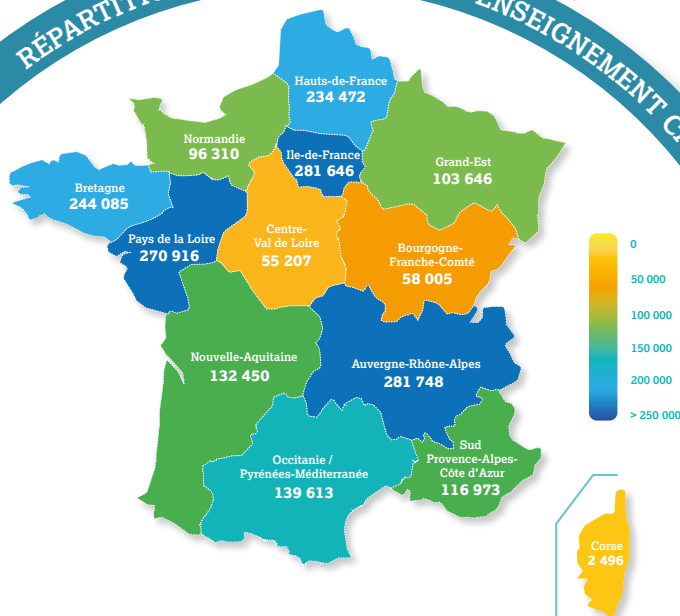 RÉPARTITIO
ENSEIGNEMENT
Hauts-de-France
234 472
Normandie
96 310
Ile-de-France
281 646
Grand-Est
103 646
Bretagne
244 085
Pays de la Loire
270 916
Centre-
Val de Loire
55 207
Bourgogne-
Franche-Comté
58 005
0
50 000
100 000
150 000
200 000
> 250 000
Nouvelle-Aquitaine
132 450
Auvergne-Rhône-Alpes
281 748
Occitanie /
Pyrénées-Méditerranée
139 613
Sud
Provence-Alpes-
Côte d'Azur
116 973
Corse
2 496